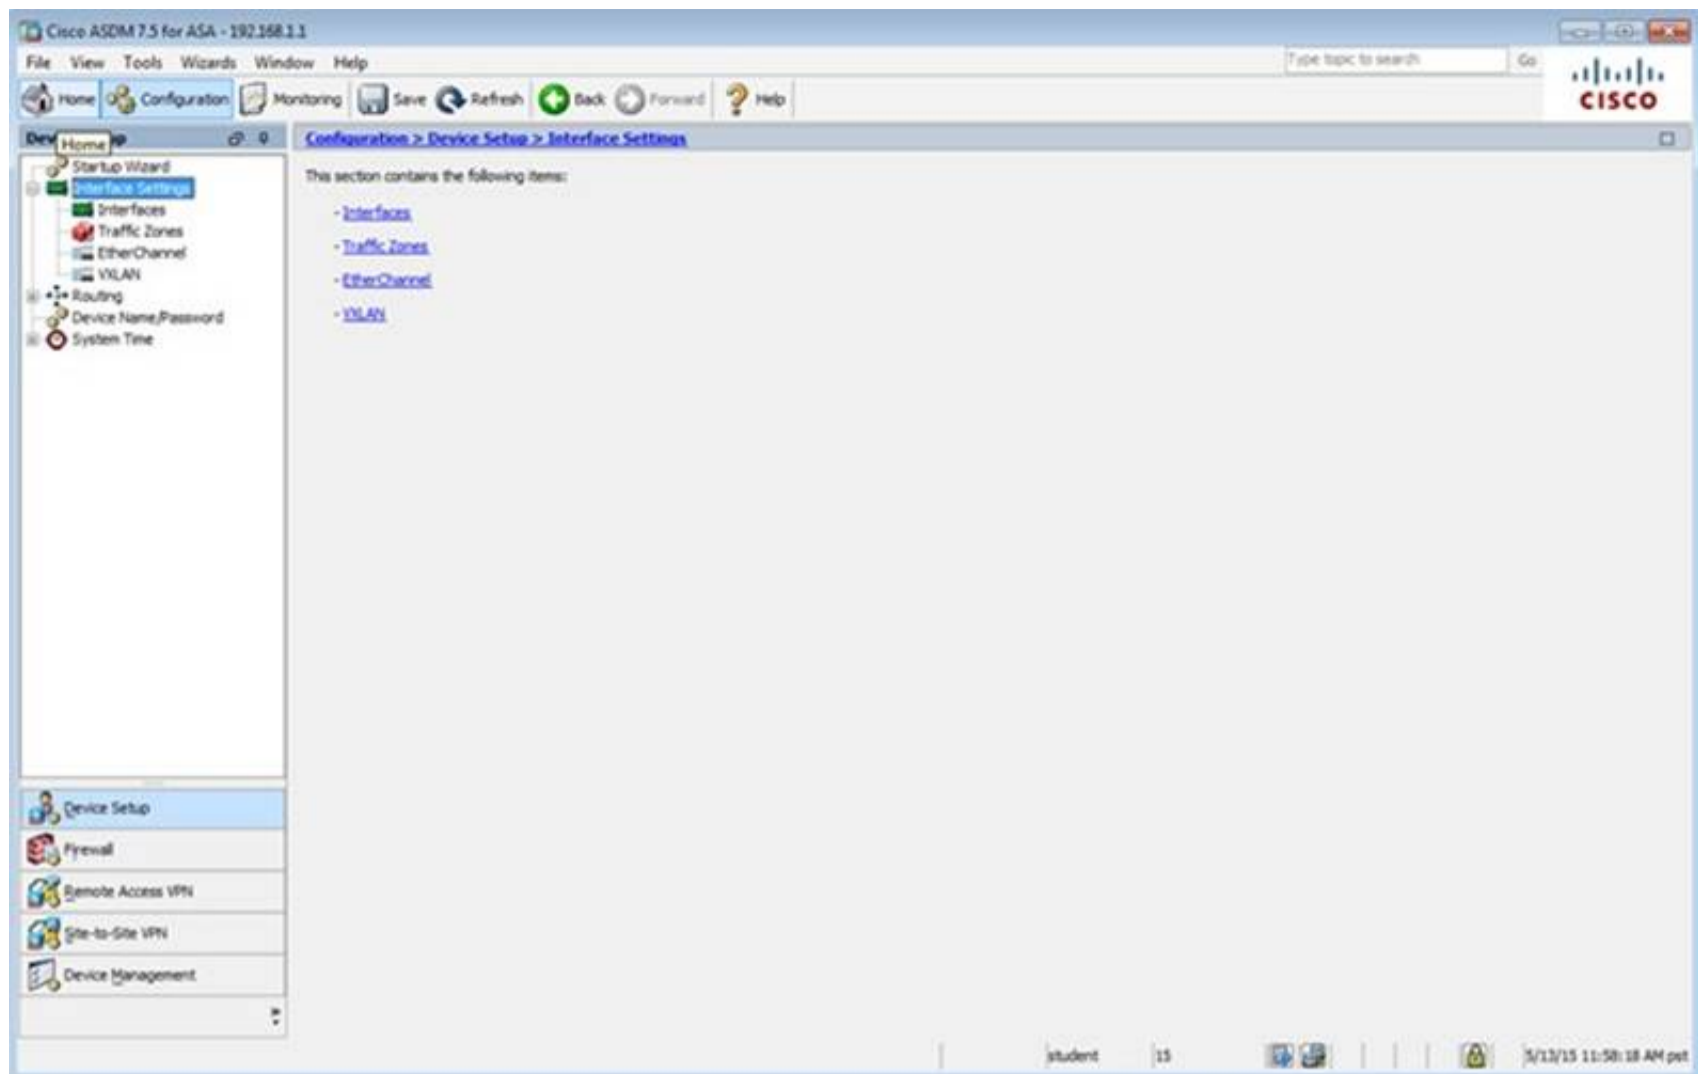 Cisco ASDM 7.5 for ASA - 192.168.1.1
File View Tools Wizards Window Help
Type topic to search Go
Home Configuration Monitoring Save Refresh Back Forward Help
CISCO
Home
Configuration > Device Setup > Interface Settings
Startup Wizard
Interface Settings
Interfaces
Traffic Zones
EtherChannel
VXLAN
Routing
Device Name/Password
System Time
This section contains the following items:
- Interfaces
- Traffic Zones
- EtherChannel
- VXLAN
Device Setup
Firewall
Remote Access VPN
Site-to-Site VPN
Device Management
student 15 5/13/15 11:58:18 AM pst